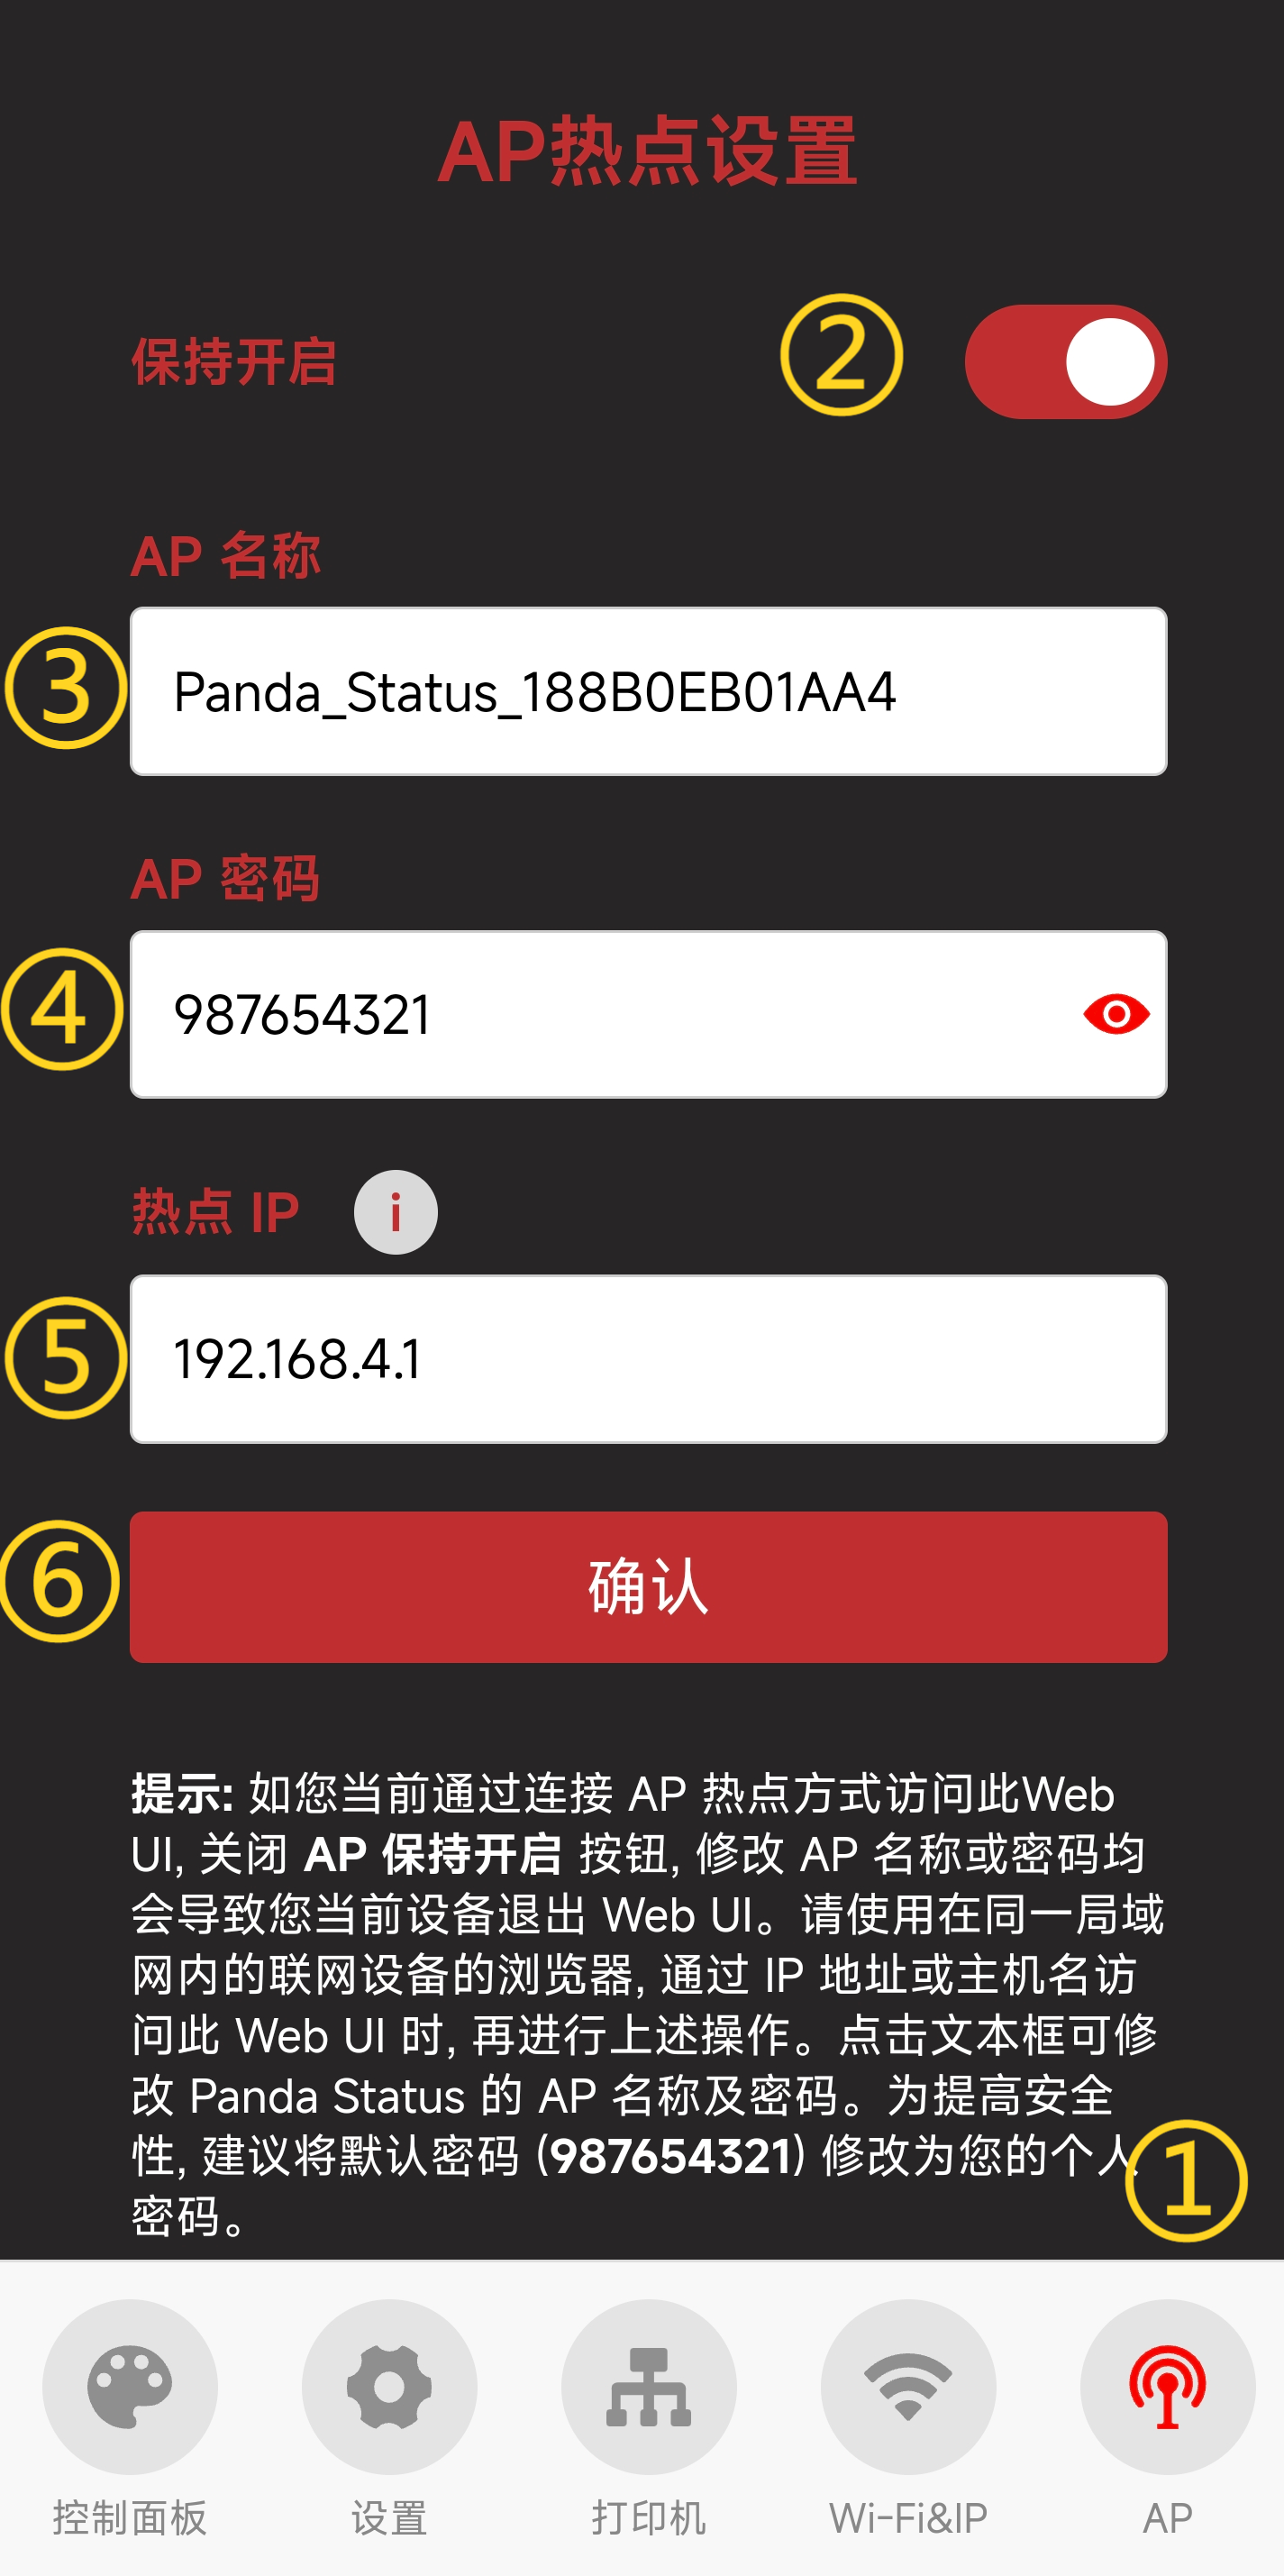 AP热点设置
保持开启
②
AP 名称
③
Panda_Status_188B0EB01AA4
AP 密码
④
987654321
热点 IP i
⑤
192.168.4.1
⑥
确认
提示: 如您当前通过连接 AP 热点方式访问此Web
UI, 关闭 AP 保持开启 按钮, 修改 AP 名称或密码均
会导致您当前设备退出 Web UI。请使用在同一局域
网内的联网设备的浏览器, 通过 IP 地址或主机名访
问此 Web UI 时, 再进行上述操作。点击文本框可修
改 Panda Status 的 AP 名称及密码。为提高安全
性, 建议将默认密码 (987654321) 修改为您的个人
密码。
①
控制面板
设置
打印机
Wi-Fi&IP
AP